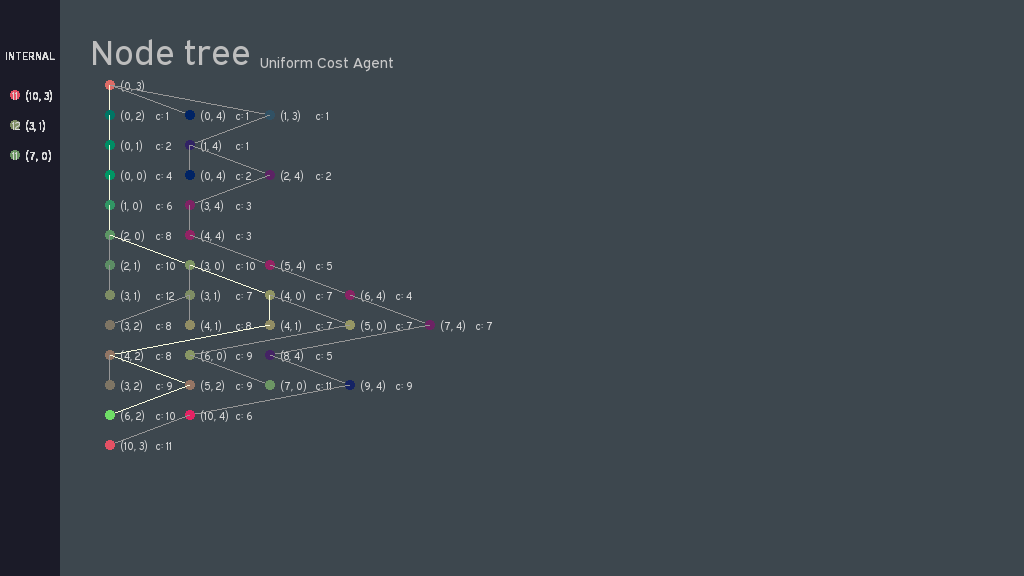 Node tree Uniform Cost Agent
INTERNAL
11 (10, 3)
12 (3, 1)
11 (7, 0)
(0, 3)
(0, 2) c: 1 (0, 4) c: 1 (1, 3) c: 1
(0, 1) c: 2 (1, 4) c: 1
(0, 0) c: 4 (0, 4) c: 2 (2, 4) c: 2
(1, 0) c: 6 (3, 4) c: 3
(2, 0) c: 8 (4, 4) c: 3
(2, 1) c: 10 (3, 0) c: 10 (5, 4) c: 5
(3, 1) c: 12 (3, 1) c: 7 (4, 0) c: 7 (6, 4) c: 4
(3, 2) c: 8 (4, 1) c: 8 (4, 1) c: 7 (5, 0) c: 7 (7, 4) c: 7
(4, 2) c: 8 (6, 0) c: 9 (8, 4) c: 5
(3, 2) c: 9 (5, 2) c: 9 (7, 0) c: 11 (9, 4) c: 9
(6, 2) c: 10 (10, 4) c: 6
(10, 3) c: 11